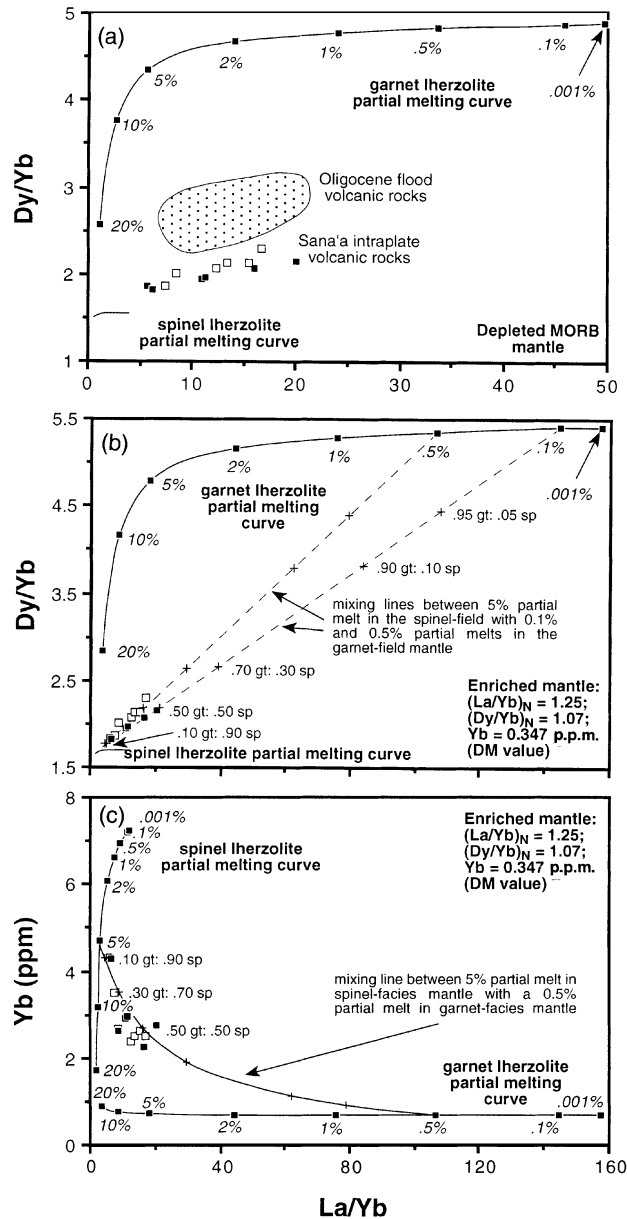 (a)
5
4
3
2
1
Dy/Yb
20%
10%
5%
2%
1%
.5%
.1%
.001%
garnet lherzolite
partial melting curve
Oligocene flood
volcanic rocks
Sana'a intraplate
volcanic rocks
spinel lherzolite
partial melting curve
Depleted MORB
mantle
0
10
20
30
40
50
(b)
5.5
4.5
3.5
2.5
1.5
Dy/Yb
20%
10%
5%
2%
1%
.5%
.1%
.001%
garnet lherzolite
partial melting
curve
.95 gt: .05 sp
.90 gt: .10 sp
mixing lines between 5% partial
melt in the spinel-field with 0.1%
and 0.5% partial melts in the
garnet-field mantle
.70 gt: .30 sp
.50 gt: .50 sp
.10 gt: .90 sp
spinel lherzolite partial melting curve
Enriched mantle:
(La/Yb)N = 1.25;
(Dy/Yb)N = 1.07;
Yb = 0.347 p.p.m.
(DM value)
(c)
8
6
4
2
0
Yb (ppm)
.001%
.1%
.5%
1%
2%
5%
10%
20%
spinel lherzolite
partial melting curve
Enriched mantle:
(La/Yb)N = 1.25;
(Dy/Yb)N = 1.07;
Yb = 0.347 p.p.m.
(DM value)
.10 gt: .90 sp
.30 gt: .70 sp
.50 gt: .50 sp
mixing line between 5% partial melt in
spinel-facies mantle with a 0.5%
partial melt in garnet-facies mantle
garnet lherzolite
partial melting
curve
20%
10%
5%
2%
1%
.5%
.1%
.001%
0
40
80
120
160
La/Yb